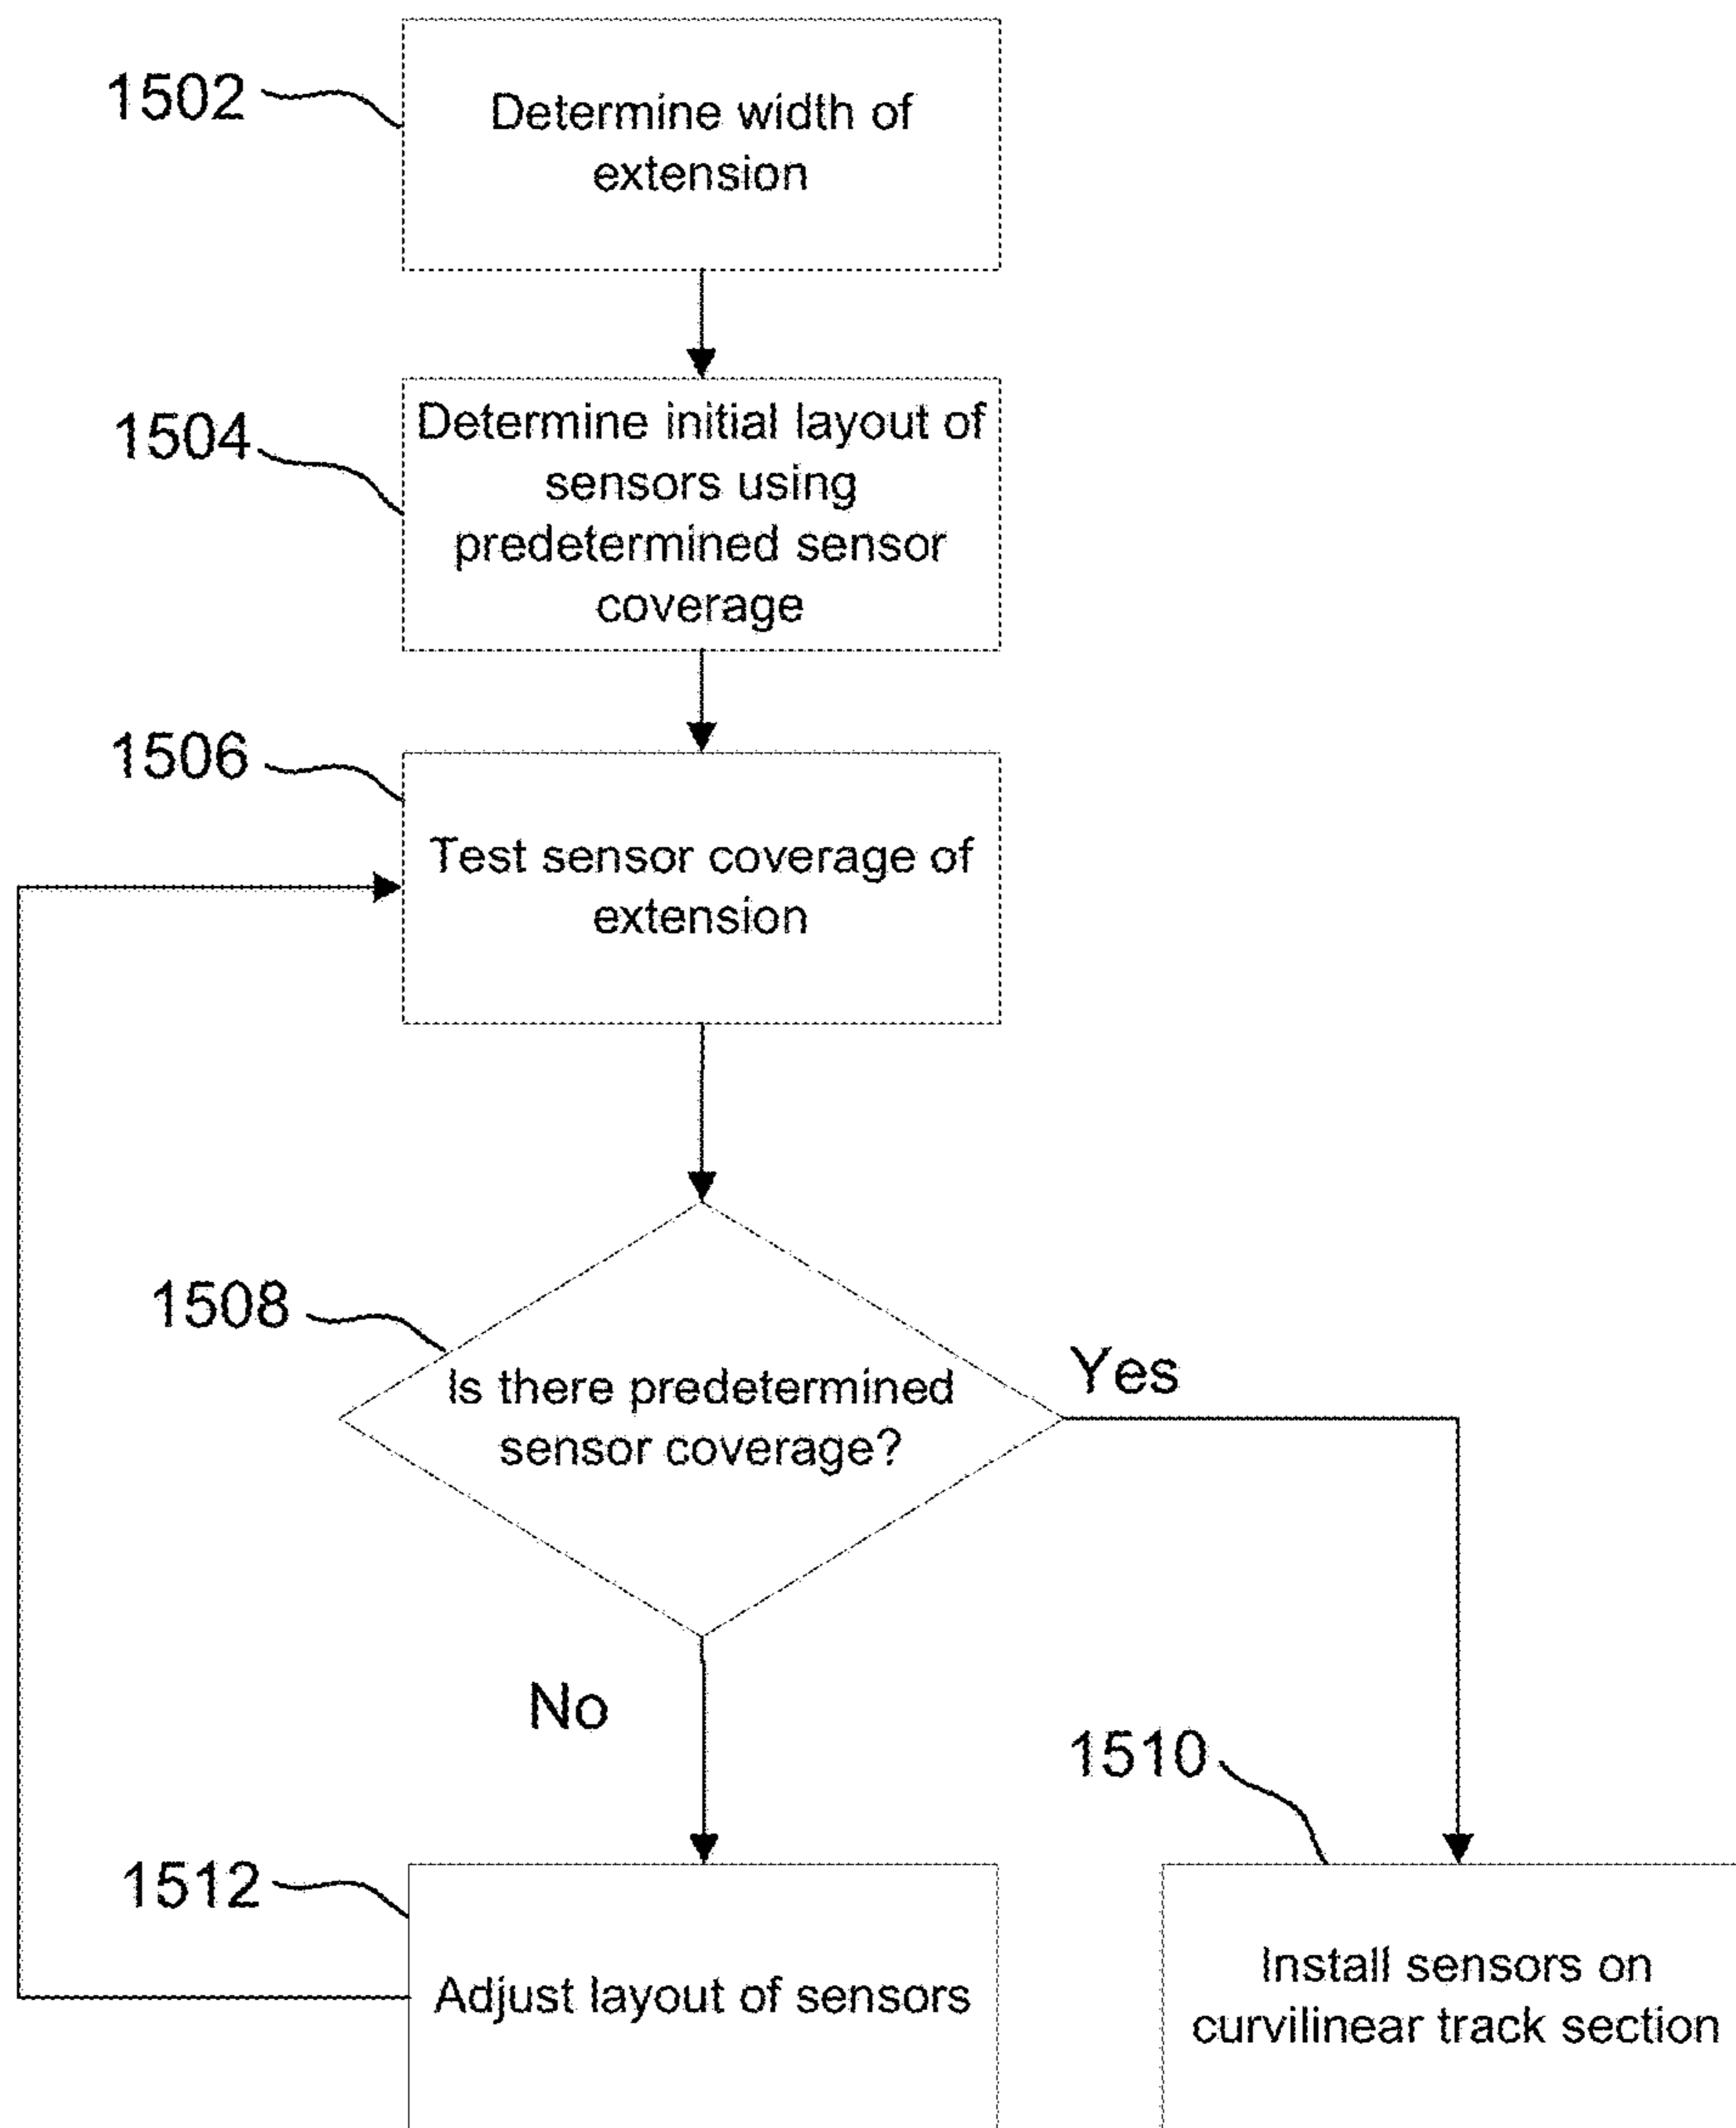 1502
Determine width of
extension
1504
Determine initial layout of
sensors using
predetermined sensor
coverage
1506
Test sensor coverage of
extension
1508
Is there predetermined
sensor coverage?
Yes
No
1510
1512
Adjust layout of sensors
Install sensors on
curvilinear track section